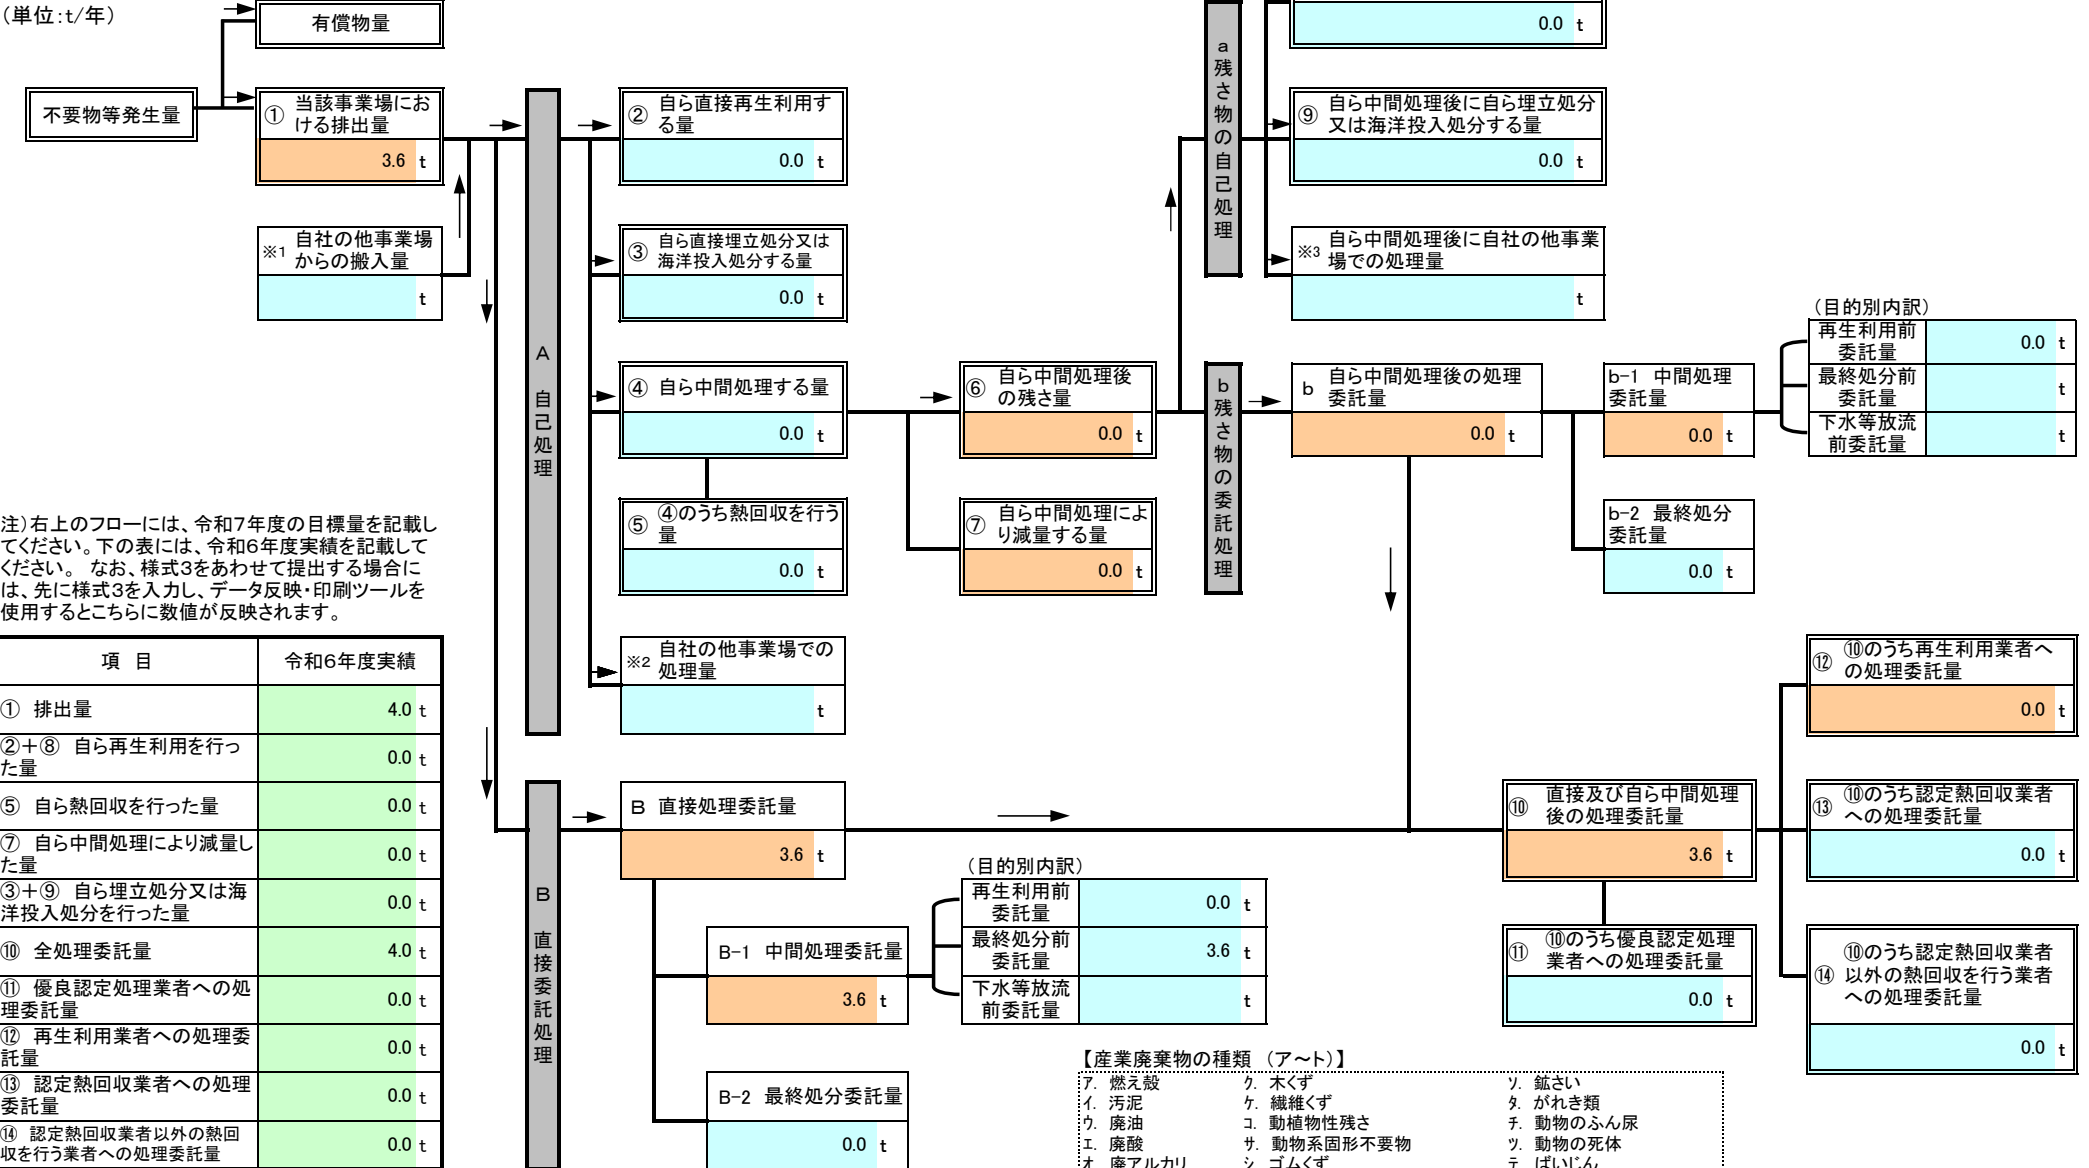 （単位:t/年）
有償物量
不要物等発生量
① 当該事業場にお
ける排出量
3.6 t
※1 自社の他事業場
からの搬入量
t
A 自己処理
② 自ら直接再生利用す
る量
0.0 t
③ 自ら直接埋立処分又は
海洋投入処分する量
0.0 t
④ 自ら中間処理する量
0.0 t
⑤ ④のうち熱回収を行う
量
0.0 t
※2 自社の他事業場での
処理量
t
⑥ 自ら中間処理後
の残さ量
0.0 t
⑦ 自ら中間処理によ
り減量する量
0.0 t
a 残さ物の自己処理
0.0 t
⑨ 自ら中間処理後に自ら埋立処分
又は海洋投入処分する量
0.0 t
※3 自ら中間処理後に自社の他事業
場での処理量
t
b 残さ物の委託処理
b 自ら中間処理後の処理
委託量
0.0 t
b-1 中間処理
委託量
0.0 t
（目的別内訳）
再生利用前
委託量
0.0 t
最終処分前
委託量
t
下水等放流
前委託量
t
b-2 最終処分
委託量
0.0 t
注）右上のフローには、令和7年度の目標量を記載し
てください。下の表には、令和6年度実績を記載して
ください。 なお、様式3をあわせて提出する場合に
は、先に様式3を入力し、データ反映・印刷ツールを
使用するとこちらに数値が反映されます。
項 目 令和6年度実績
① 排出量 4.0 t
②＋⑧ 自ら再生利用を行っ
た量 0.0 t
⑤ 自ら熱回収を行った量 0.0 t
⑦ 自ら中間処理により減量し
た量 0.0 t
③＋⑨ 自ら埋立処分又は海
洋投入処分を行った量 0.0 t
⑩ 全処理委託量 4.0 t
⑪ 優良認定処理業者への処
理委託量 0.0 t
⑫ 再生利用業者への処理委
託量 0.0 t
⑬ 認定熱回収業者への処理
委託量 0.0 t
⑭ 認定熱回収業者以外の熱回
収を行う業者への処理委託量 0.0 t
B 直接委託処理
B 直接処理委託量
3.6 t
B-1 中間処理委託量
3.6 t
（目的別内訳）
再生利用前
委託量
0.0 t
最終処分前
委託量
3.6 t
下水等放流
前委託量
t
B-2 最終処分委託量
0.0 t
⑩ 直接及び自ら中間処理
後の処理委託量
3.6 t
⑪ ⑩のうち優良認定処理
業者への処理委託量
0.0 t
⑫ ⑩のうち再生利用業者へ
の処理委託量
0.0 t
⑬ ⑩のうち認定熱回収業者
への処理委託量
0.0 t
⑭ ⑩のうち認定熱回収業者
以外の熱回収を行う業者
への処理委託量
0.0 t
【産業廃棄物の種類 （ア～ト）】
ア. 燃え殻 ク. 木くず ソ. 鉱さい
イ. 汚泥 ケ. 繊維くず タ. がれき類
ウ. 廃油 コ. 動植物性残さ チ. 動物のふん尿
エ. 廃酸 サ. 動物系固形不要物 ツ. 動物の死体
オ. 廃アルカリ シ. ゴムくず テ. ばいじん